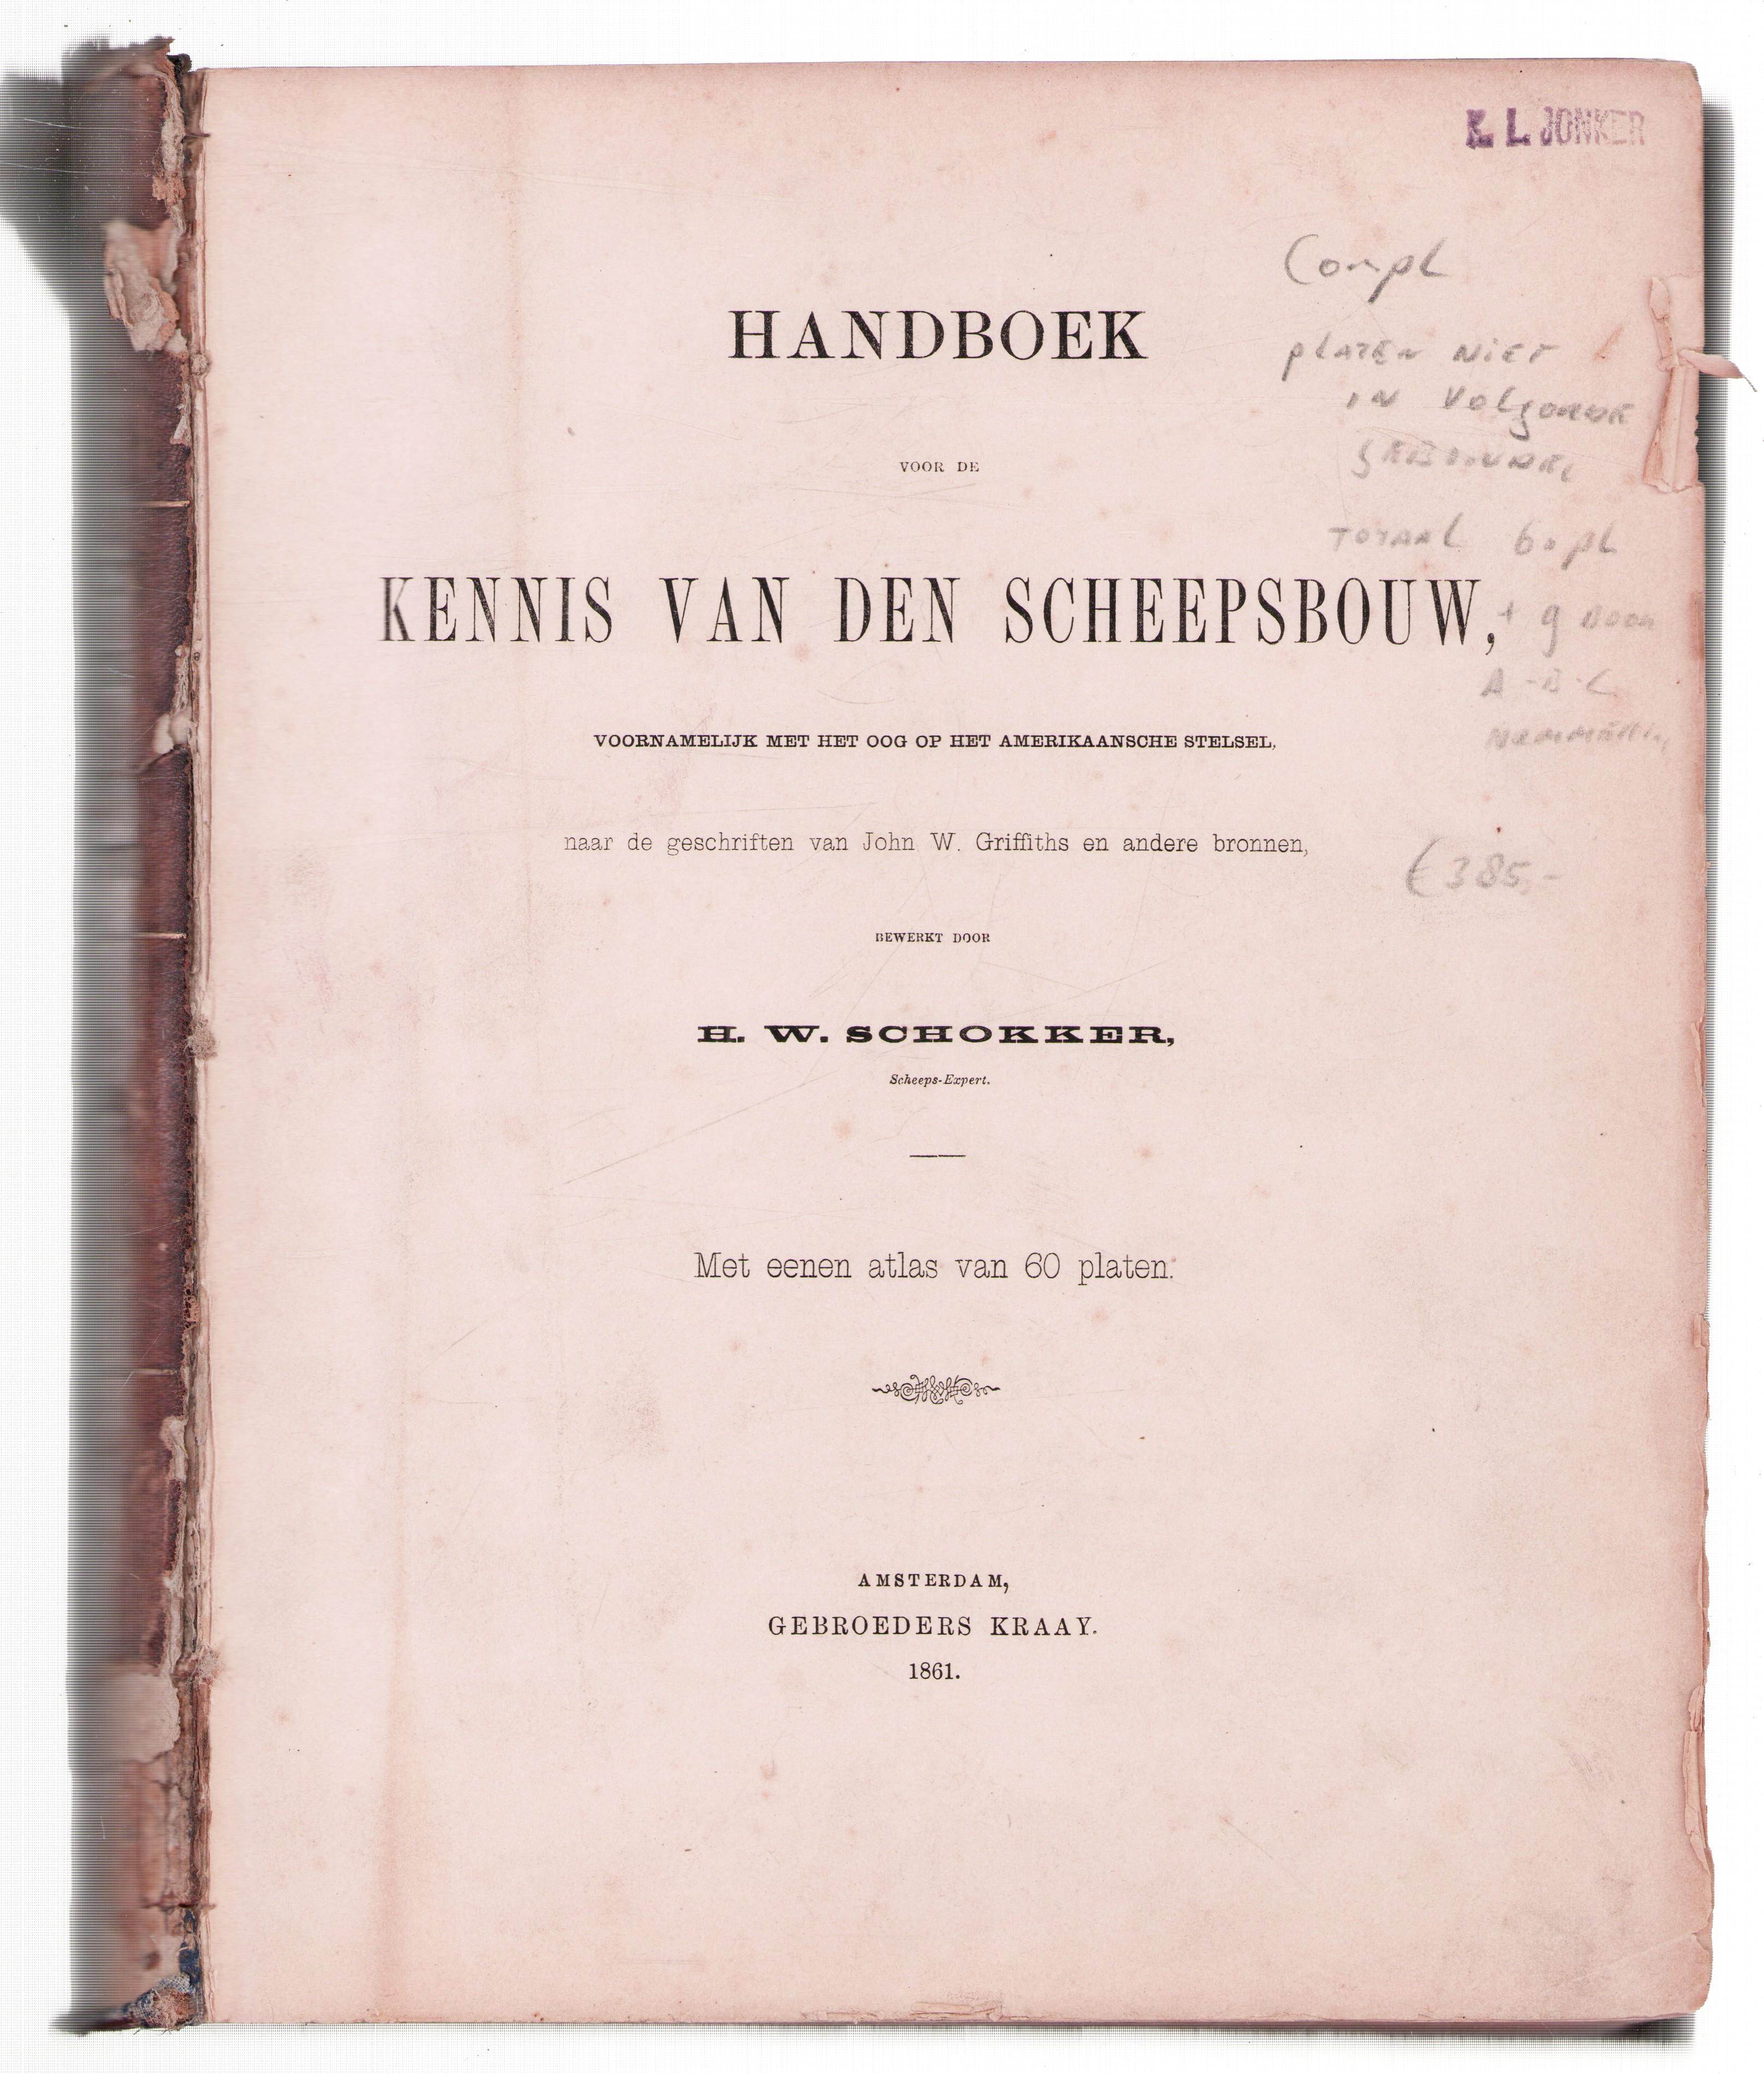 K. L. JONKER
Compl
HANDBOEK
PLATEN NIET
IN VOLGORDE
GEBONDEN
VOOR DE
TOTAAL 60 PL
KENNIS VAN DEN SCHEEPSBOUW,
+ 9 DOOR
A-B-C
NUMMERING
VOORNAMELIJK MET HET OOG OP HET AMERIKAANSCHE STELSEL,
naar de geschriften van John W. Griffiths en andere bronnen,
€ 385,-
BEWERKT DOOR
H. W. SCHOKKER,
Scheeps-Expert.
Met eenen atlas van 60 platen.
AMSTERDAM,
GEBROEDERS KRAAY.
1861.